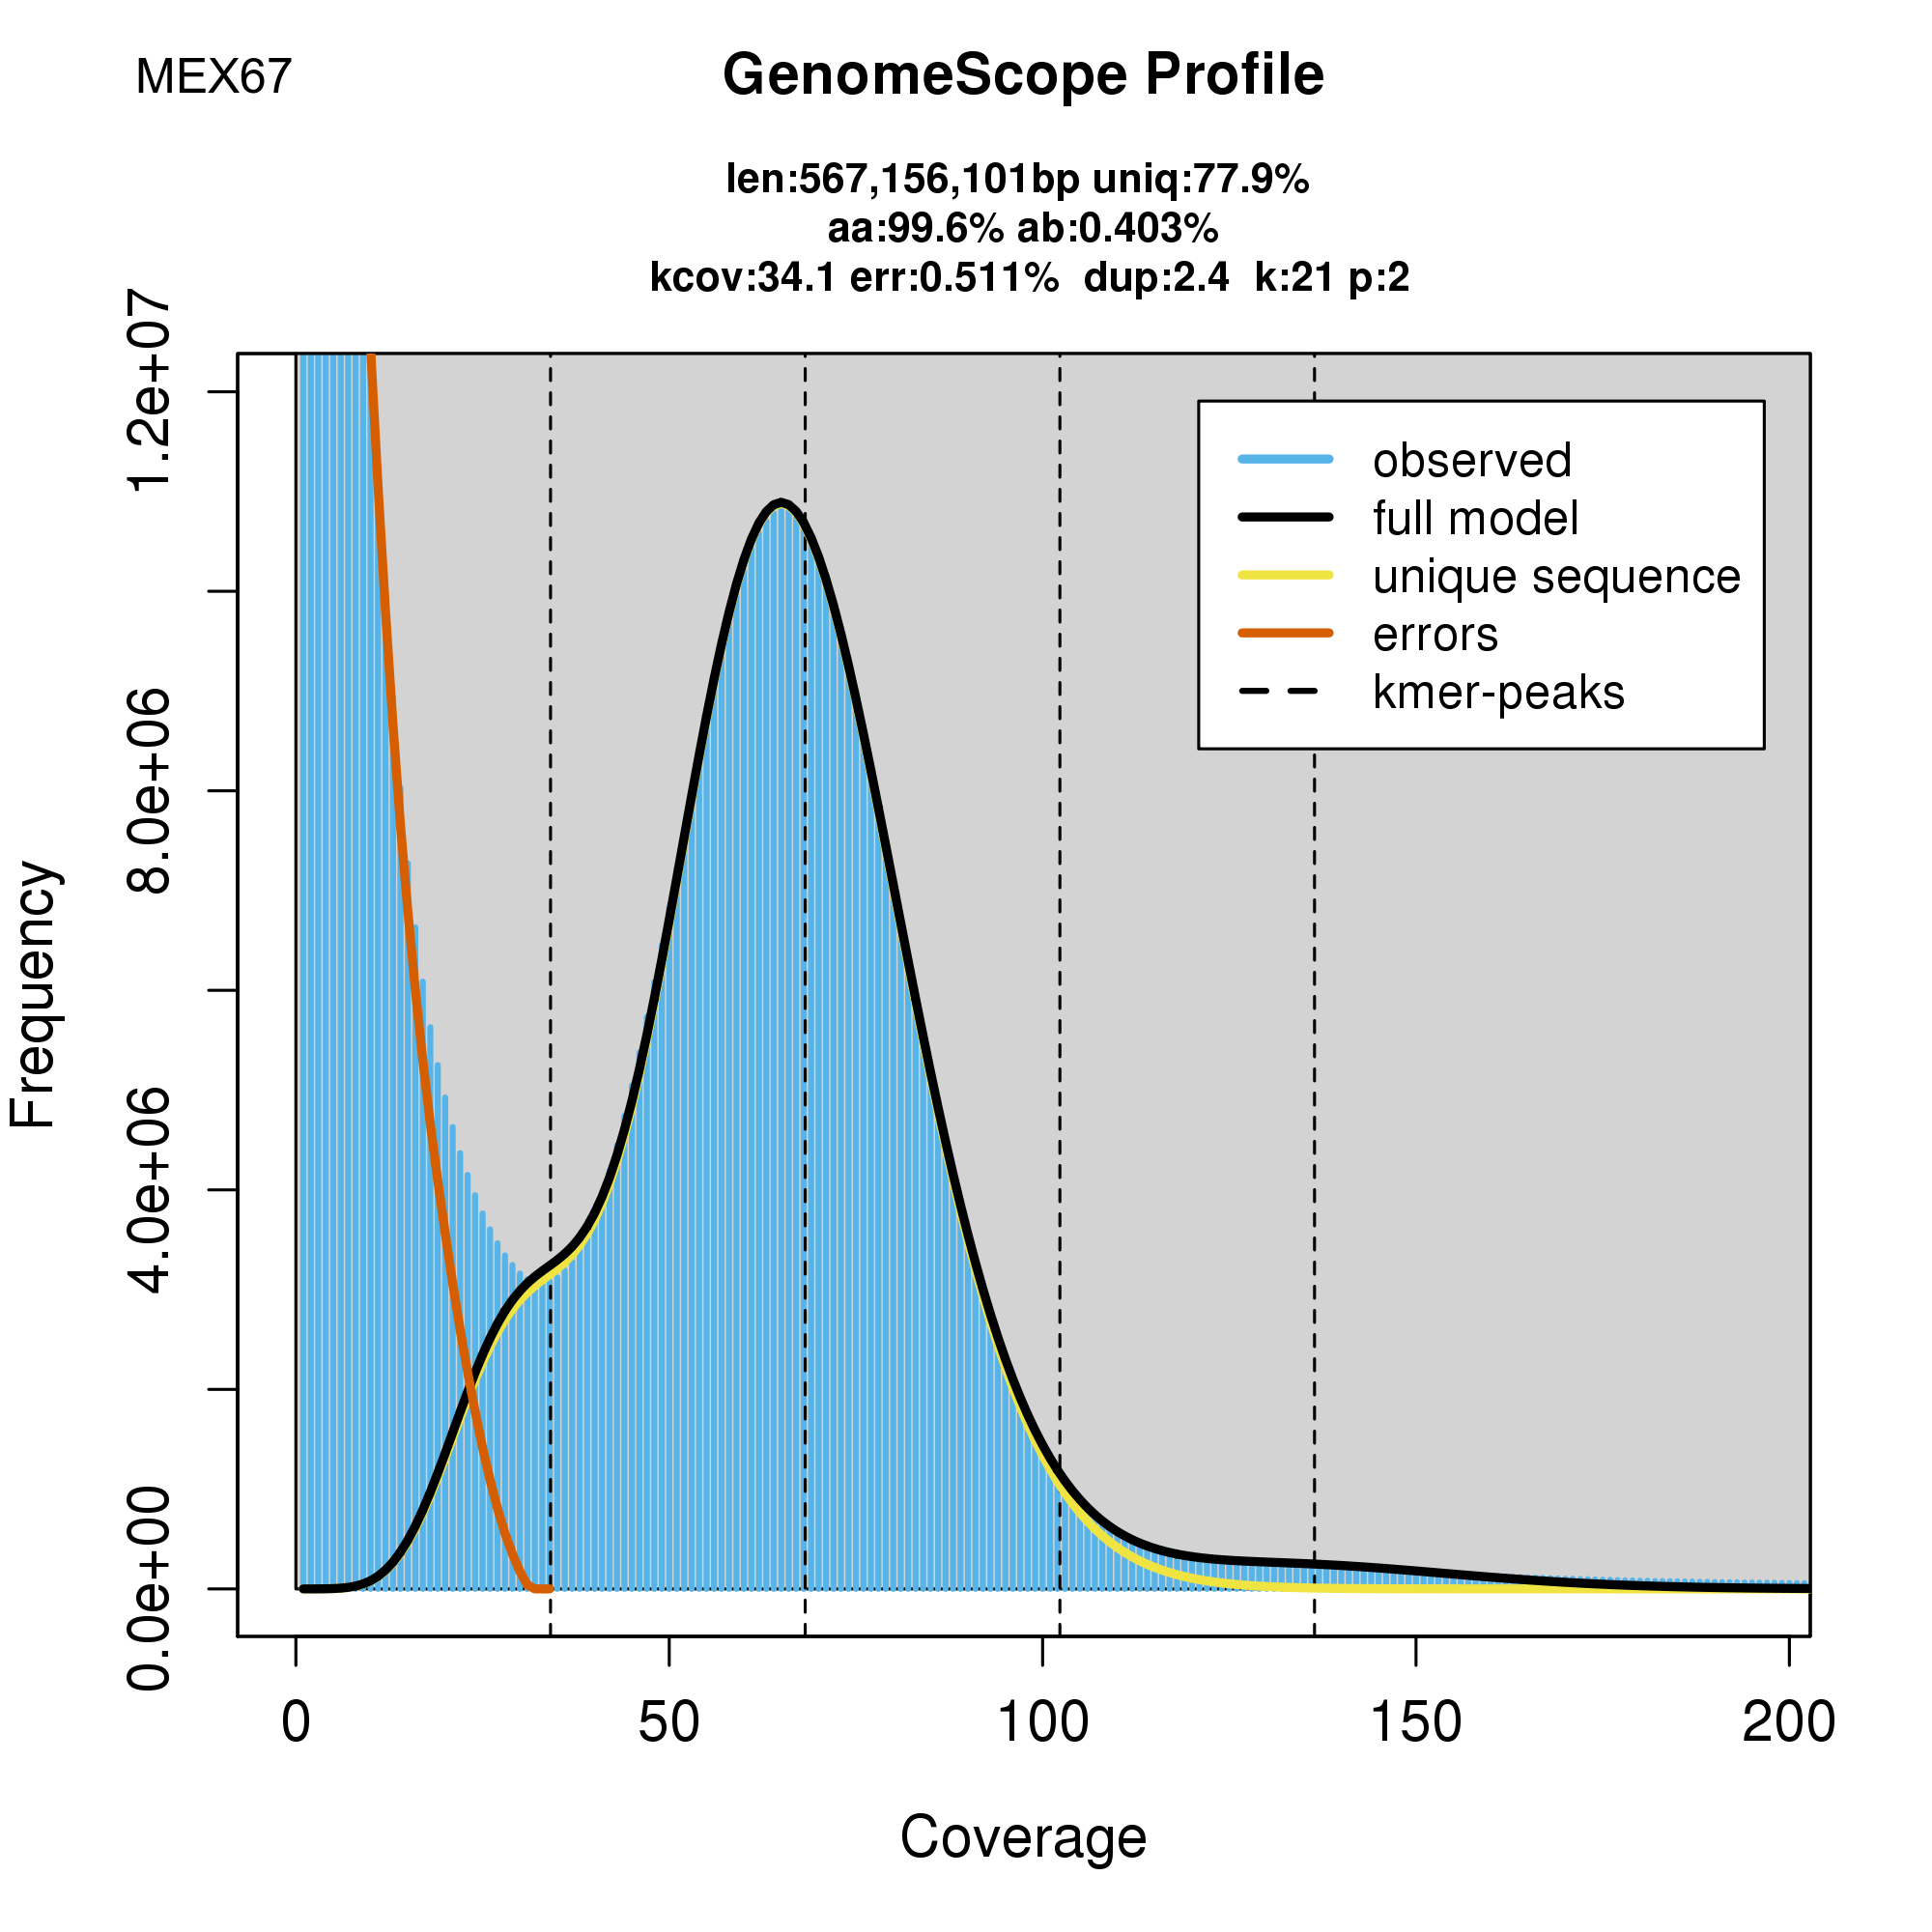 MEX67
GenomeScope Profile
len:567,156,101bp uniq:77.9%
aa:99.6% ab:0.403%
kcov:34.1 err:0.511% dup:2.4 k:21 p:2
observed
full model
unique sequence
errors
kmer-peaks
Frequency
1.2e+07
8.0e+06
4.0e+06
0.0e+00
0 50 100 150 200
Coverage